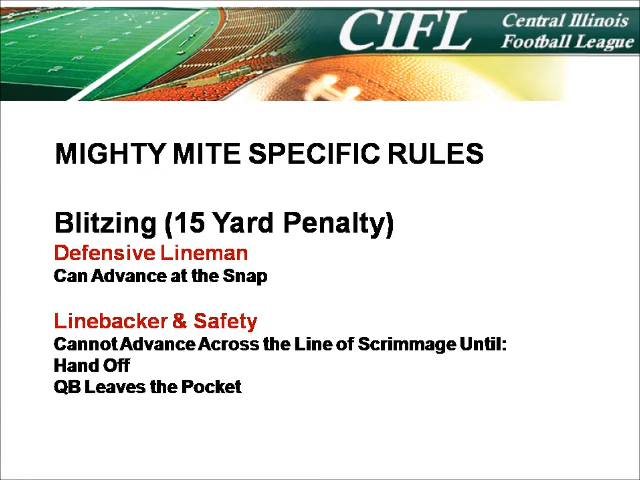 CIFL
Central Illinois
Football League
MIGHTY MITE SPECIFIC RULES
Blitzing (15 Yard Penalty)
Defensive Lineman
Can Advance at the Snap
Linebacker & Safety
Cannot Advance Across the Line of Scrimmage Until:
Hand Off
QB Leaves the Pocket